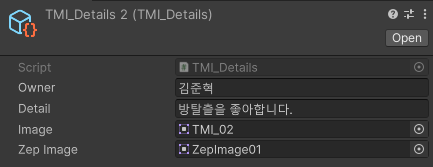 TMI_Details 2 (TMI_Details)
Open
Script TMI_Details
Owner 김준혁
Detail 방탈출을 좋아합니다.
Image TMI_02
Zep Image ZepImage01